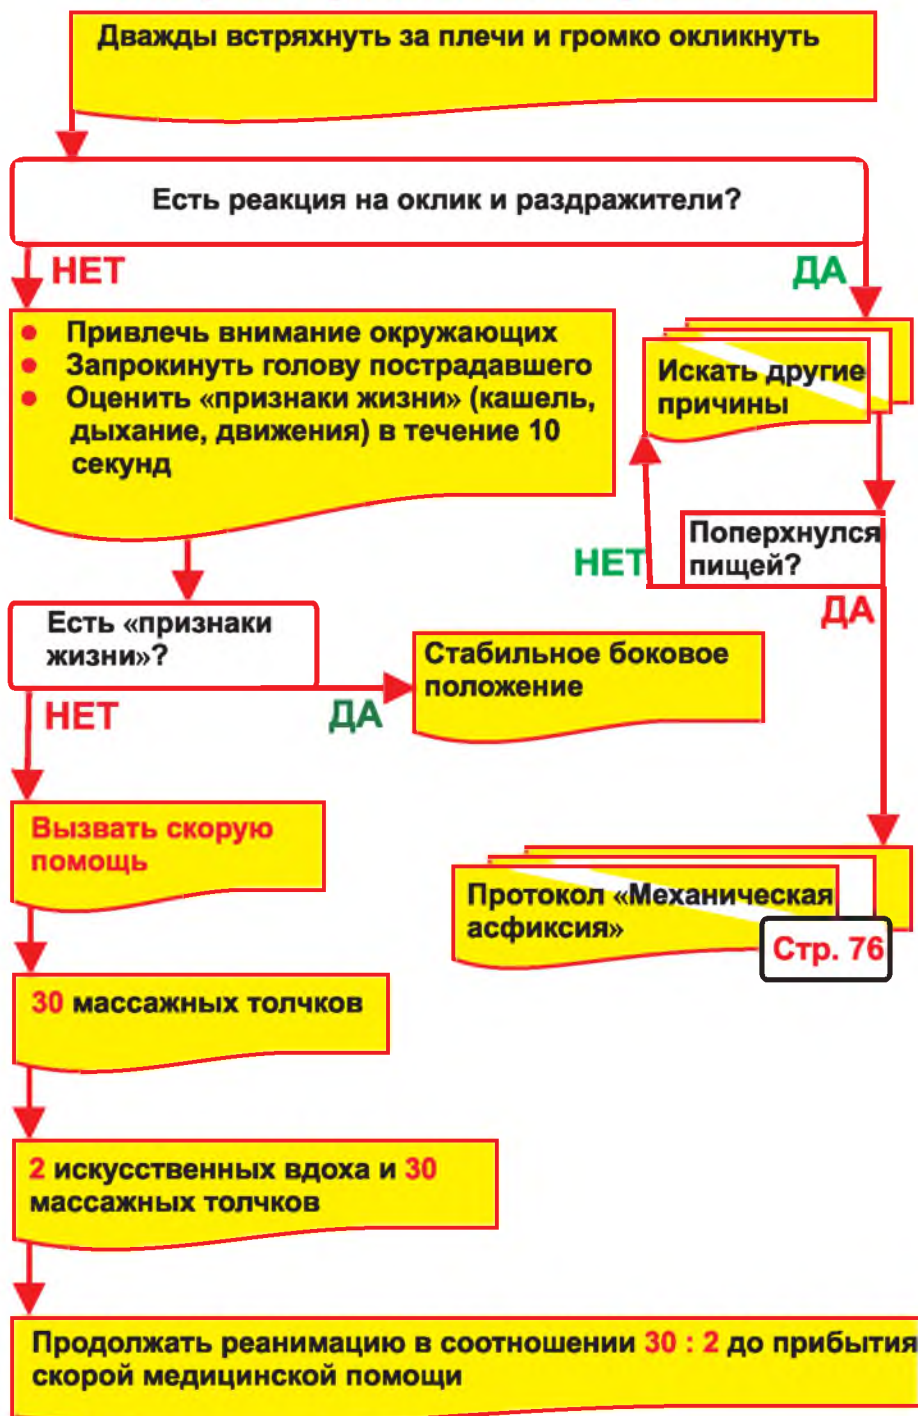 Дважды встряхнуть за плечи и громко окликнуть
Есть реакция на оклик и раздражители?
НЕТ
ДА
• Привлечь внимание окружающих
• Запрокинуть голову пострадавшего
• Оценить «признаки жизни» (кашель,
дыхание, движения) в течение 10
секунд
Искать другие
причины
Поперхнулся
пищей?
НЕТ
ДА
Есть «признаки
жизни»?
НЕТ
ДА
Стабильное боковое
положение
Вызвать скорую
помощь
Протокол «Механическая
асфиксия»
Стр. 76
30 массажных толчков
2 искусственных вдоха и 30
массажных толчков
Продолжать реанимацию в соотношении 30 : 2 до прибытия
скорой медицинской помощи